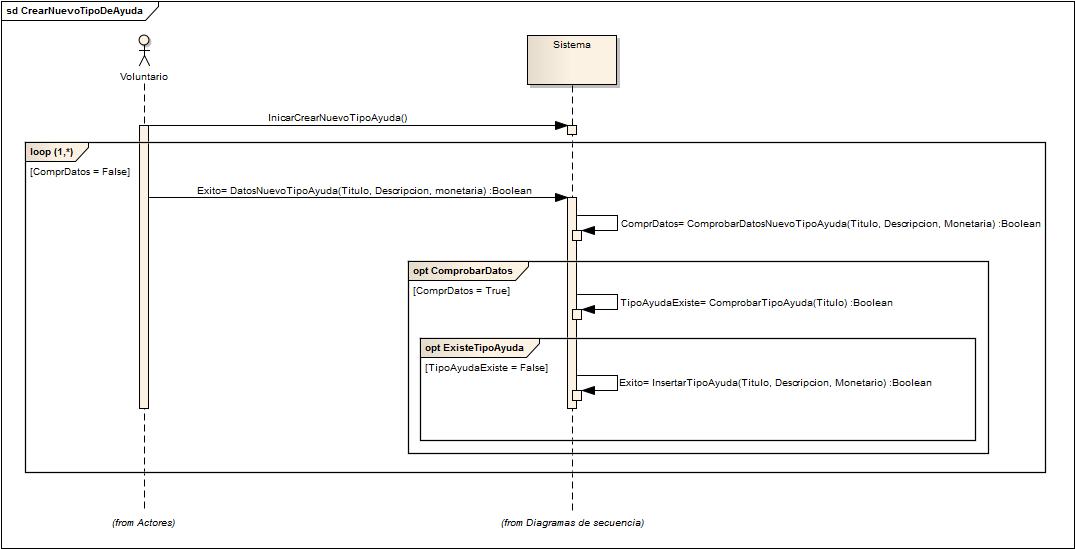 sd CrearNuevoTipoDeAyuda
Sistema
Voluntario
InicarCrearNuevoTipoAyuda()
loop (1,*)
[ComprDatos = False]
Exito= DatosNuevoTipoAyuda(Titulo, Descripcion, monetaria) :Boolean
ComprDatos= ComprobarDatosNuevoTipoAyuda(Titulo, Descripcion, Monetaria) :Boolean
opt ComprobarDatos
[ComprDatos = True]
TipoAyudaExiste= ComprobarTipoAyuda(Titulo) :Boolean
opt ExisteTipoAyuda
[TipoAyudaExiste = False]
Exito= InsertarTipoAyuda(Titulo, Descripcion, Monetario) :Boolean
(from Actores)
(from Diagramas de secuencia)